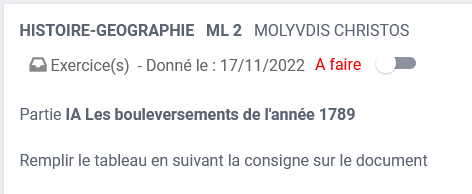 HISTOIRE-GEOGRAPHIE ML 2 MOLYVDIS CHRISTOS
Exercice(s) - Donné le : 17/11/2022 A faire
Partie IA Les bouleversements de l'année 1789
Remplir le tableau en suivant la consigne sur le document